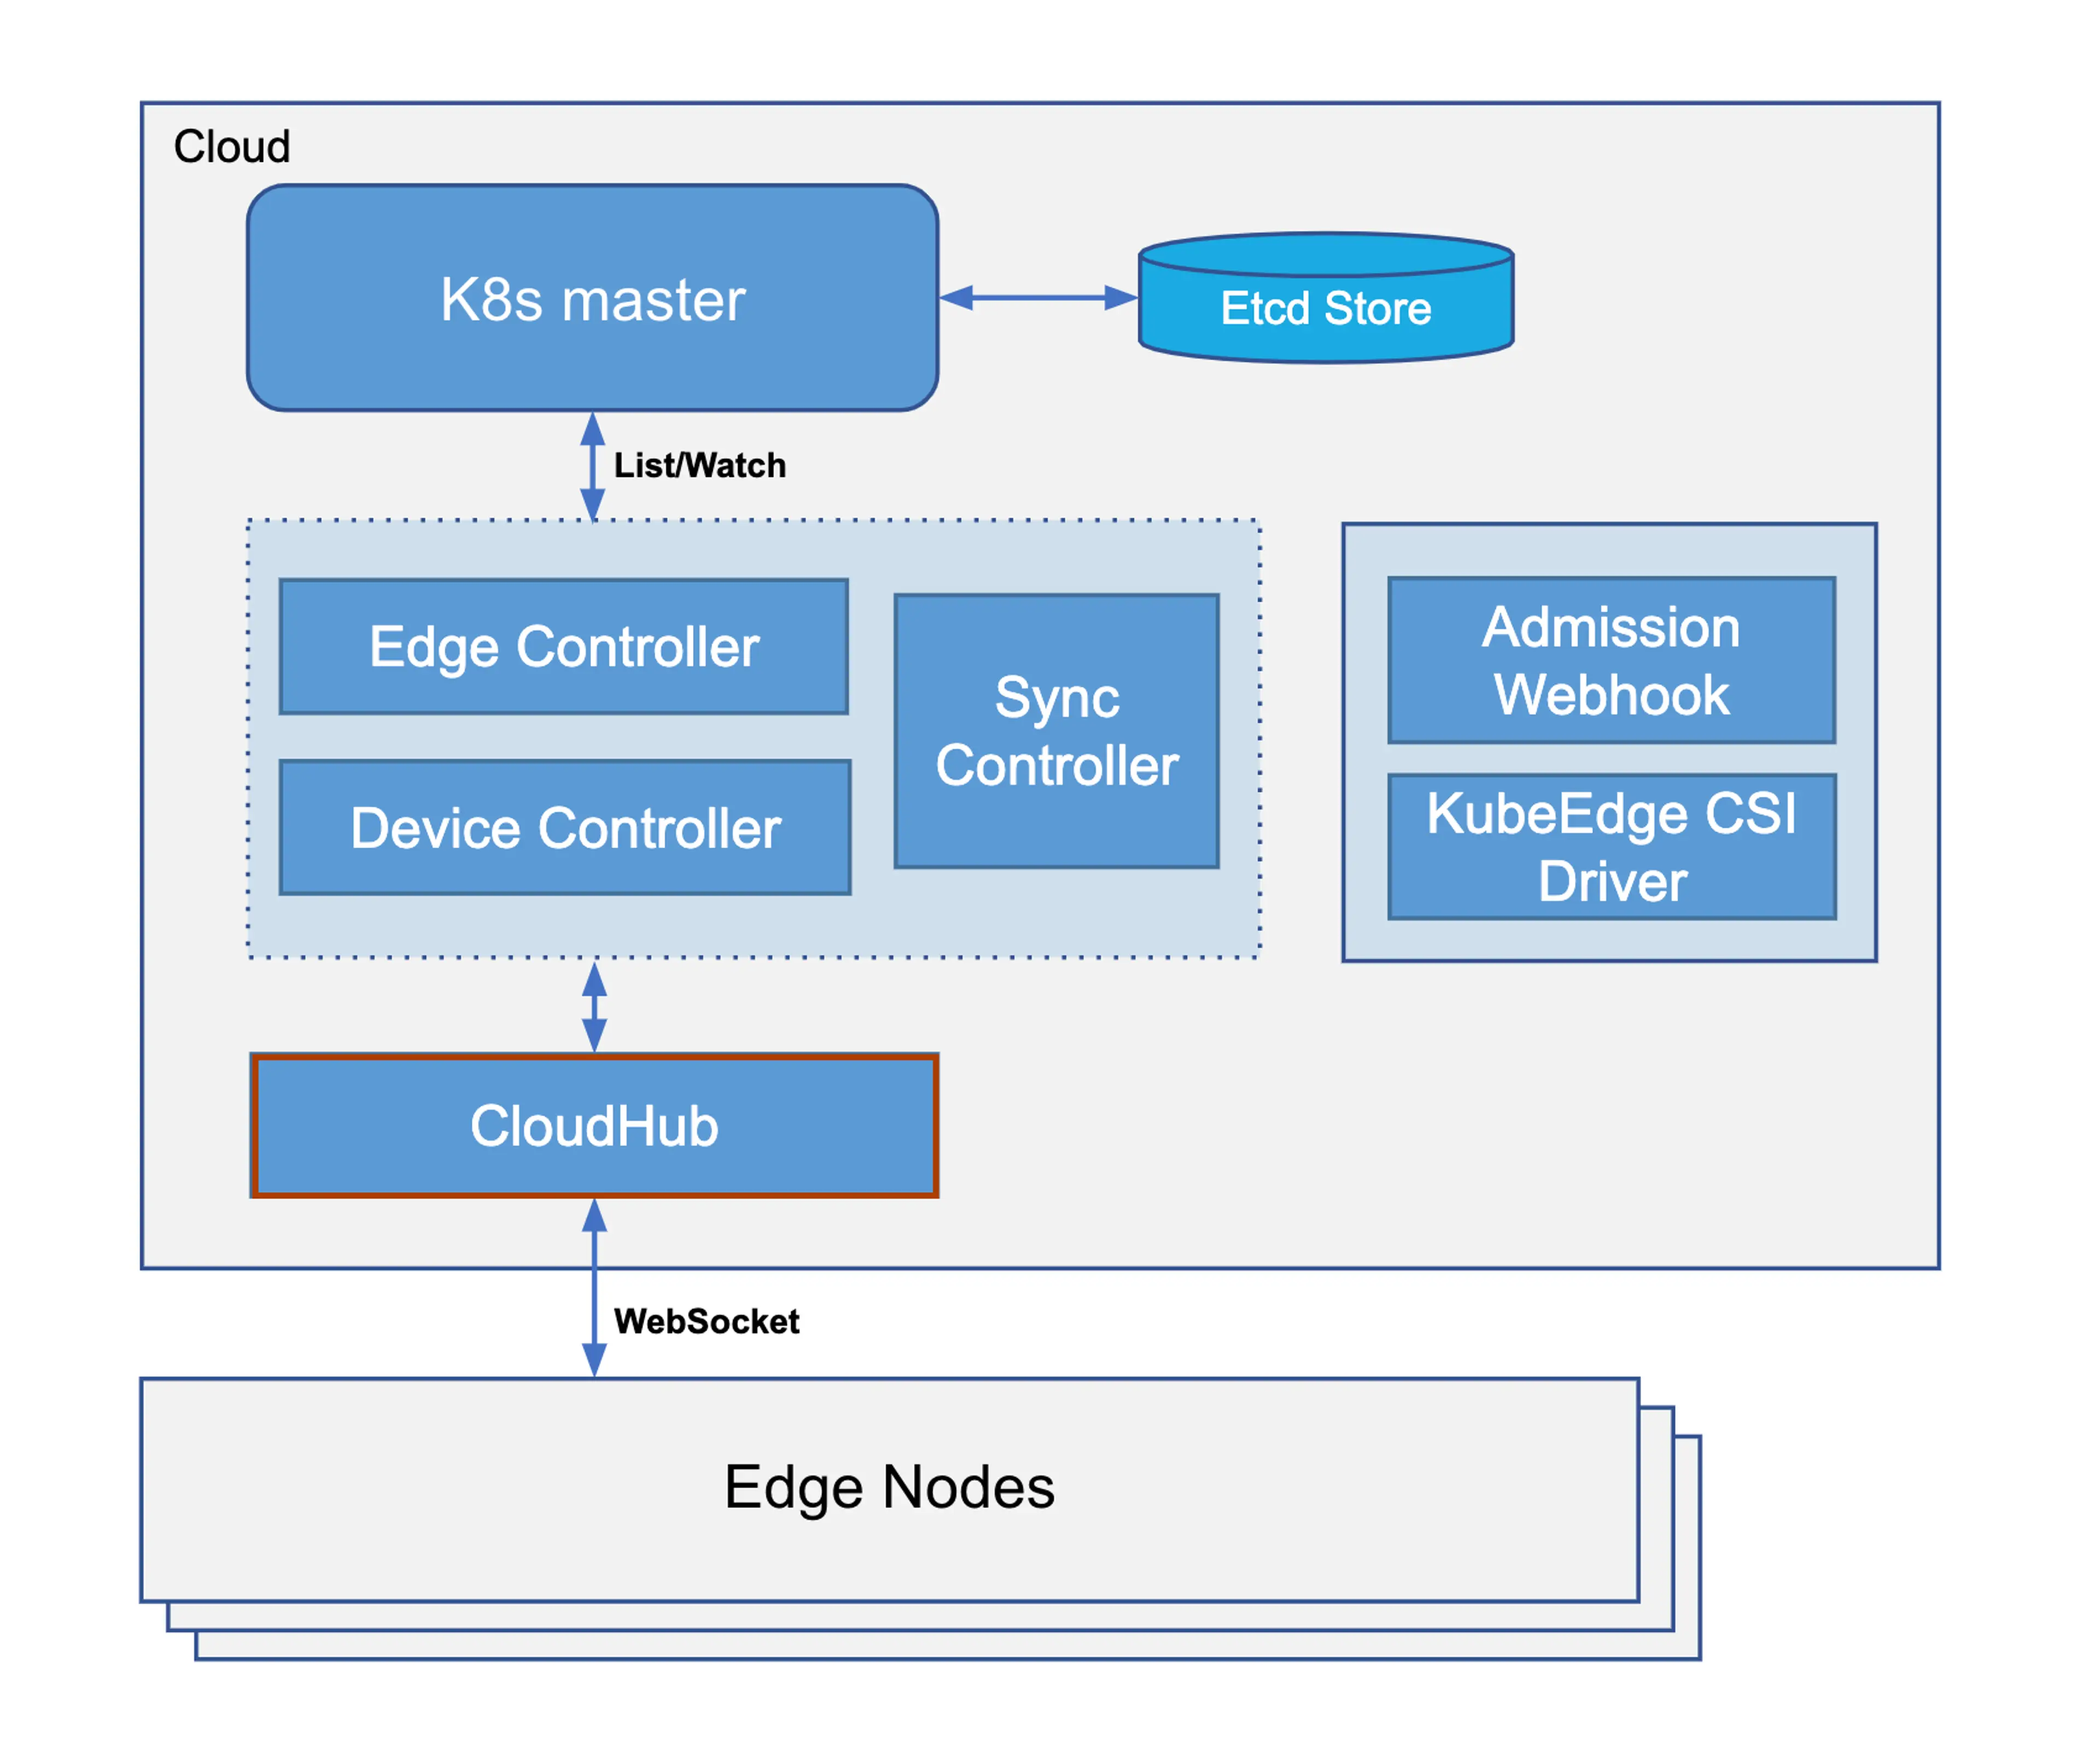 Cloud
K8s master
Etcd Store
List/Watch
Edge Controller
Device Controller
Sync
Controller
Admission
Webhook
KubeEdge CSI
Driver
CloudHub
WebSocket
Edge Nodes